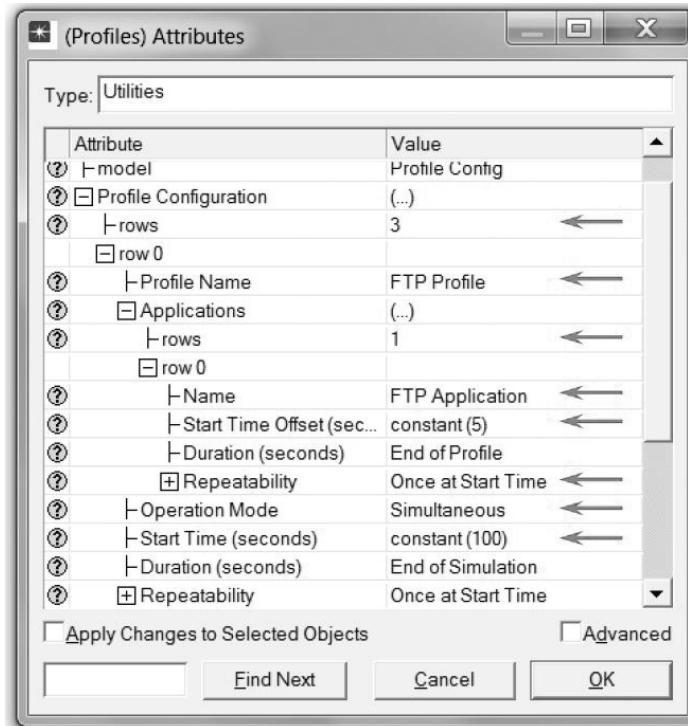 (Profiles) Attributes
Type: Utilities
Attribute Value
model Profile Config
Profile Configuration (...)
rows 3
row 0
Profile Name FTP Profile
Applications (...)
rows 1
row 0
Name FTP Application
Start Time Offset (sec... constant (5)
Duration (seconds) End of Profile
Repeatability Once at Start Time
Operation Mode Simultaneous
Start Time (seconds) constant (100)
Duration (seconds) End of Simulation
Repeatability Once at Start Time
Apply Changes to Selected Objects Advanced
Find Next Cancel OK